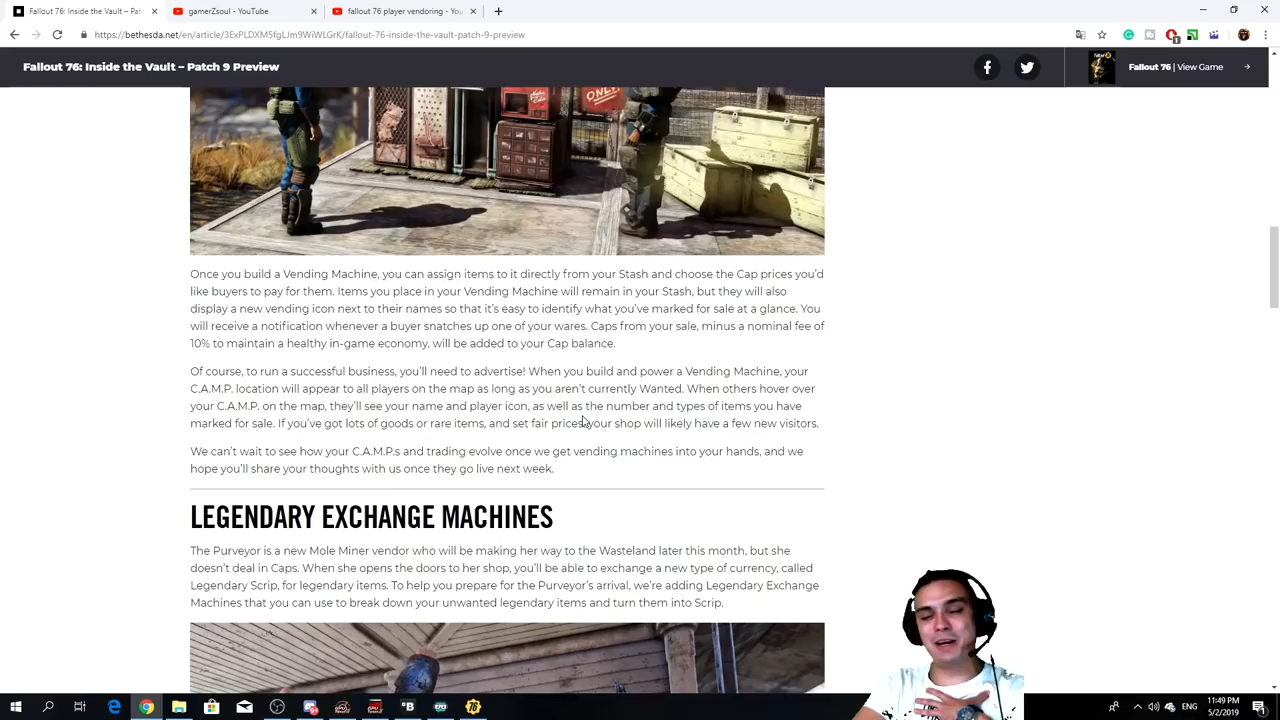 Fallout 76: Inside the Vault – Pat
gamerZsoul - YouTube
fallout 76 player vendoring - You
https://bethesda.net/en/article/3ExPLDXM5fgLJm9WiWLGrK/fallout-76-inside-the-vault-patch-9-preview
Fallout 76: Inside the Vault – Patch 9 Preview
Fallout 76 | View Game
ONLY!
Once you build a Vending Machine, you can assign items to it directly from your Stash and choose the Cap prices you'd
like buyers to pay for them. Items you place in your Vending Machine will remain in your Stash, but they will also
display a new vending icon next to their names so that it's easy to identify what you've marked for sale at a glance. You
will receive a notification whenever a buyer snatches up one of your wares. Caps from your sale, minus a nominal fee of
10% to maintain a healthy in-game economy, will be added to your Cap balance.
Of course, to run a successful business, you'll need to advertise! When you build and power a Vending Machine, your
C.A.M.P. location will appear to all players on the map as long as you aren't currently Wanted. When others hover over
your C.A.M.P. on the map, they'll see your name and player icon, as well as the number and types of items you have
marked for sale. If you've got lots of goods or rare items, and set fair prices, your shop will likely have a few new visitors.
We can't wait to see how your C.A.M.P.s and trading evolve once we get vending machines into your hands, and we
hope you'll share your thoughts with us once they go live next week.
LEGENDARY EXCHANGE MACHINES
The Purveyor is a new Mole Miner vendor who will be making her way to the Wasteland later this month, but she
doesn't deal in Caps. When she opens the doors to her shop, you'll be able to exchange a new type of currency, called
Legendary Scrip, for legendary items. To help you prepare for the Purveyor's arrival, we're adding Legendary Exchange
Machines that you can use to break down your unwanted legendary items and turn them into Scrip.
ENG
11:49 PM
5/2/2019